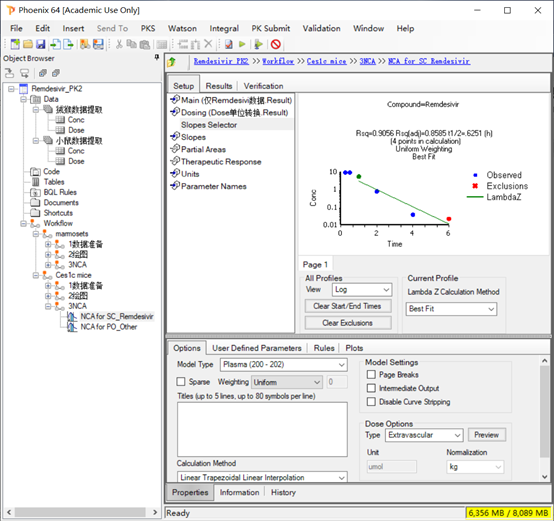 Phoenix 64 [Academic Use Only]
File Edit Insert Send To PKS Watson Integral PK Submit Validation Window Help
Object Browser
Remdesivir_PK2 >> Workflow >> Ces1c mice >> 3NCA >> NCA for SC_Remdesivir
Remdesivir_PK2
Data
狨猴数据提取
Conc
Dose
小鼠数据提取
Conc
Dose
Code
Tables
BQL Rules
Documents
Shortcuts
Workflow
marmosets
1数据准备
2绘图
3NCA
Ces1c mice
1数据准备
2绘图
3NCA
NCA for SC_Remdesivir
NCA for PO_Other
Setup Results Verification
Main (仅Remdesivi数据.Result)
Dosing (Dose单位转换.Result)
Slopes Selector
Slopes
Partial Areas
Therapeutic Response
Units
Parameter Names
Compound=Remdesivir
Rsq=0.9056 Rsq(adj)=0.8585 t1/2=.6251 (h)
(4 points in calculation)
Uniform Weighting
Best Fit
Conc
10
1
0.1
0.01
0 2 4 6
Time
Observed
Exclusions
LambdaZ
Page 1
All Profiles
View Log
Clear Start/End Times
Clear Exclusions
Current Profile
Lambda Z Calculation Method
Best Fit
Options User Defined Parameters Rules Plots
Model Type Plasma (200 - 202)
Sparse Weighting Uniform 0
Titles (up to 5 lines, up to 80 symbols per line)
Calculation Method
Linear Trapezoidal Linear Interpolation
Model Settings
Page Breaks
Intermediate Output
Disable Curve Stripping
Dose Options
Type Extravascular Preview
Unit Normalization
umol kg
Properties Information History
Ready 6,356 MB / 8,089 MB